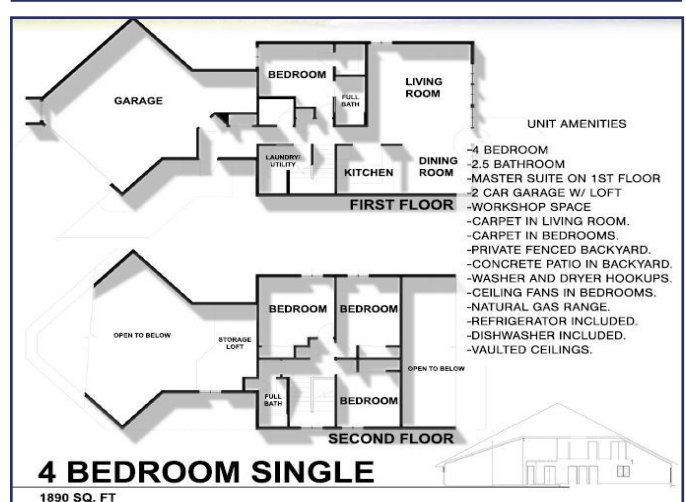 GARAGE
BEDROOM
FULL
BATH
LIVING
ROOM
LAUNDRY/
UTILITY
KITCHEN
DINING
ROOM
FIRST FLOOR
UNIT AMENITIES
-4 BEDROOM
-2.5 BATHROOM
-MASTER SUITE ON 1ST FLOOR
-2 CAR GARAGE W/ LOFT
-WORKSHOP SPACE
-CARPET IN LIVING ROOM.
-CARPET IN BEDROOMS.
-PRIVATE FENCED BACKYARD.
-CONCRETE PATIO IN BACKYARD.
-WASHER AND DRYER HOOKUPS.
-CEILING FANS IN BEDROOMS.
-NATURAL GAS RANGE.
-REFRIGERATOR INCLUDED.
-DISHWASHER INCLUDED.
-VAULTED CEILINGS.
OPEN TO BELOW
STORAGE
LOFT
BEDROOM
BEDROOM
OPEN TO BELOW
FULL
BATH
BEDROOM
SECOND FLOOR
4 BEDROOM SINGLE
1890 SQ. FT